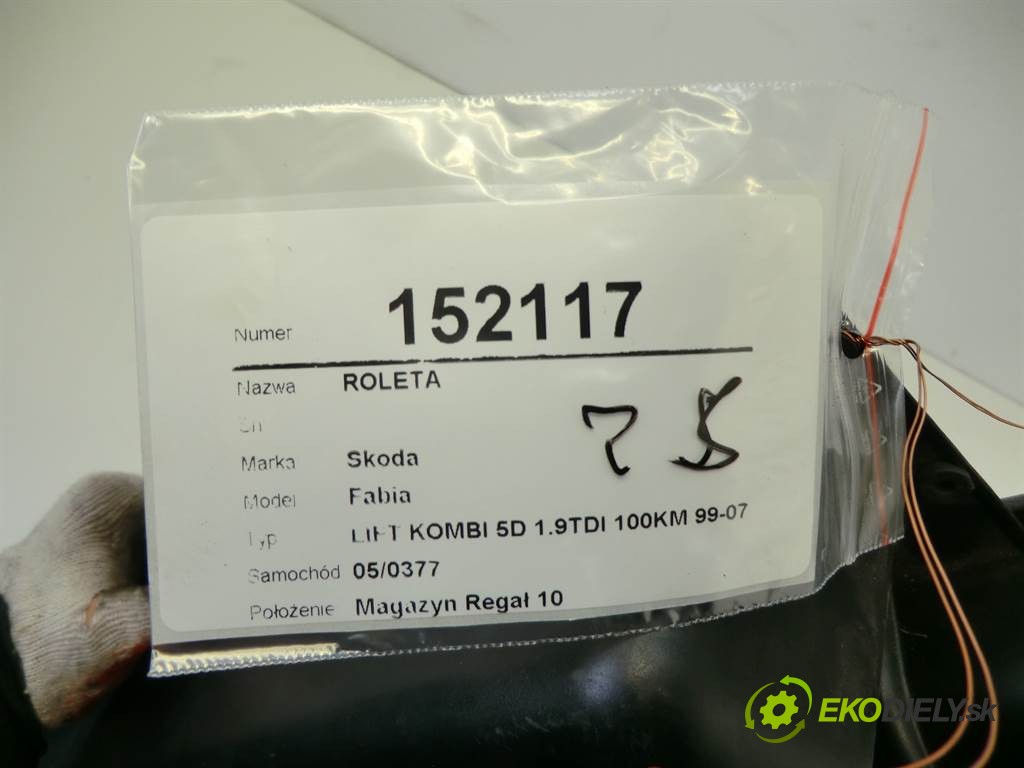 Numer 152117
Nazwa ROLETA
Marka Skoda
Model Fabia
Typ LIFT KOMBI 5D 1.9TDI 100KM 99-07
Samochód 05/0377
Położenie Magazyn Regał 10
EKODIELY.sk